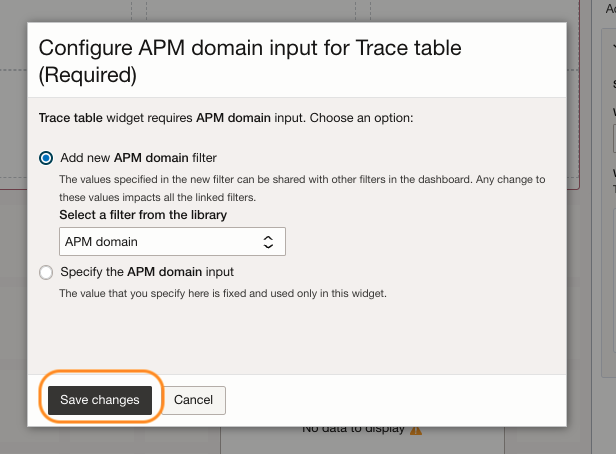 Configure APM domain input for Trace table
(Required)
Trace table widget requires APM domain input. Choose an option:
Add new APM domain filter
The values specified in the new filter can be shared with other filters in the dashboard. Any change to
these values impacts all the linked filters.
Select a filter from the library
APM domain
Specify the APM domain input
The value that you specify here is fixed and used only in this widget.
Save changes
Cancel
No data to display